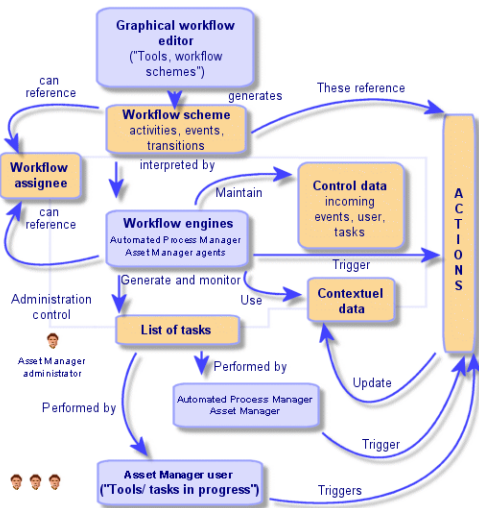 Graphical workflow
editor
("Tools, workflow
schemes")
can
reference
generates
These reference
Workflow scheme
activities, events,
transitions
Workflow
assignee
interpreted by
Maintain
Control data
incoming
events, user,
tasks
A
C
T
I
O
N
S
can
reference
Workflow engines
Automated Process Manager
Asset Manager agents
Trigger
Generate and monitor
Use
Contextuel
data
Administration
control
List of tasks
Asset Manager
administrator
Performed by
Update
Automated Process Manager
Asset Manager
Performed by
Trigger
Asset Manager user
("Tools/ tasks in progress")
Triggers